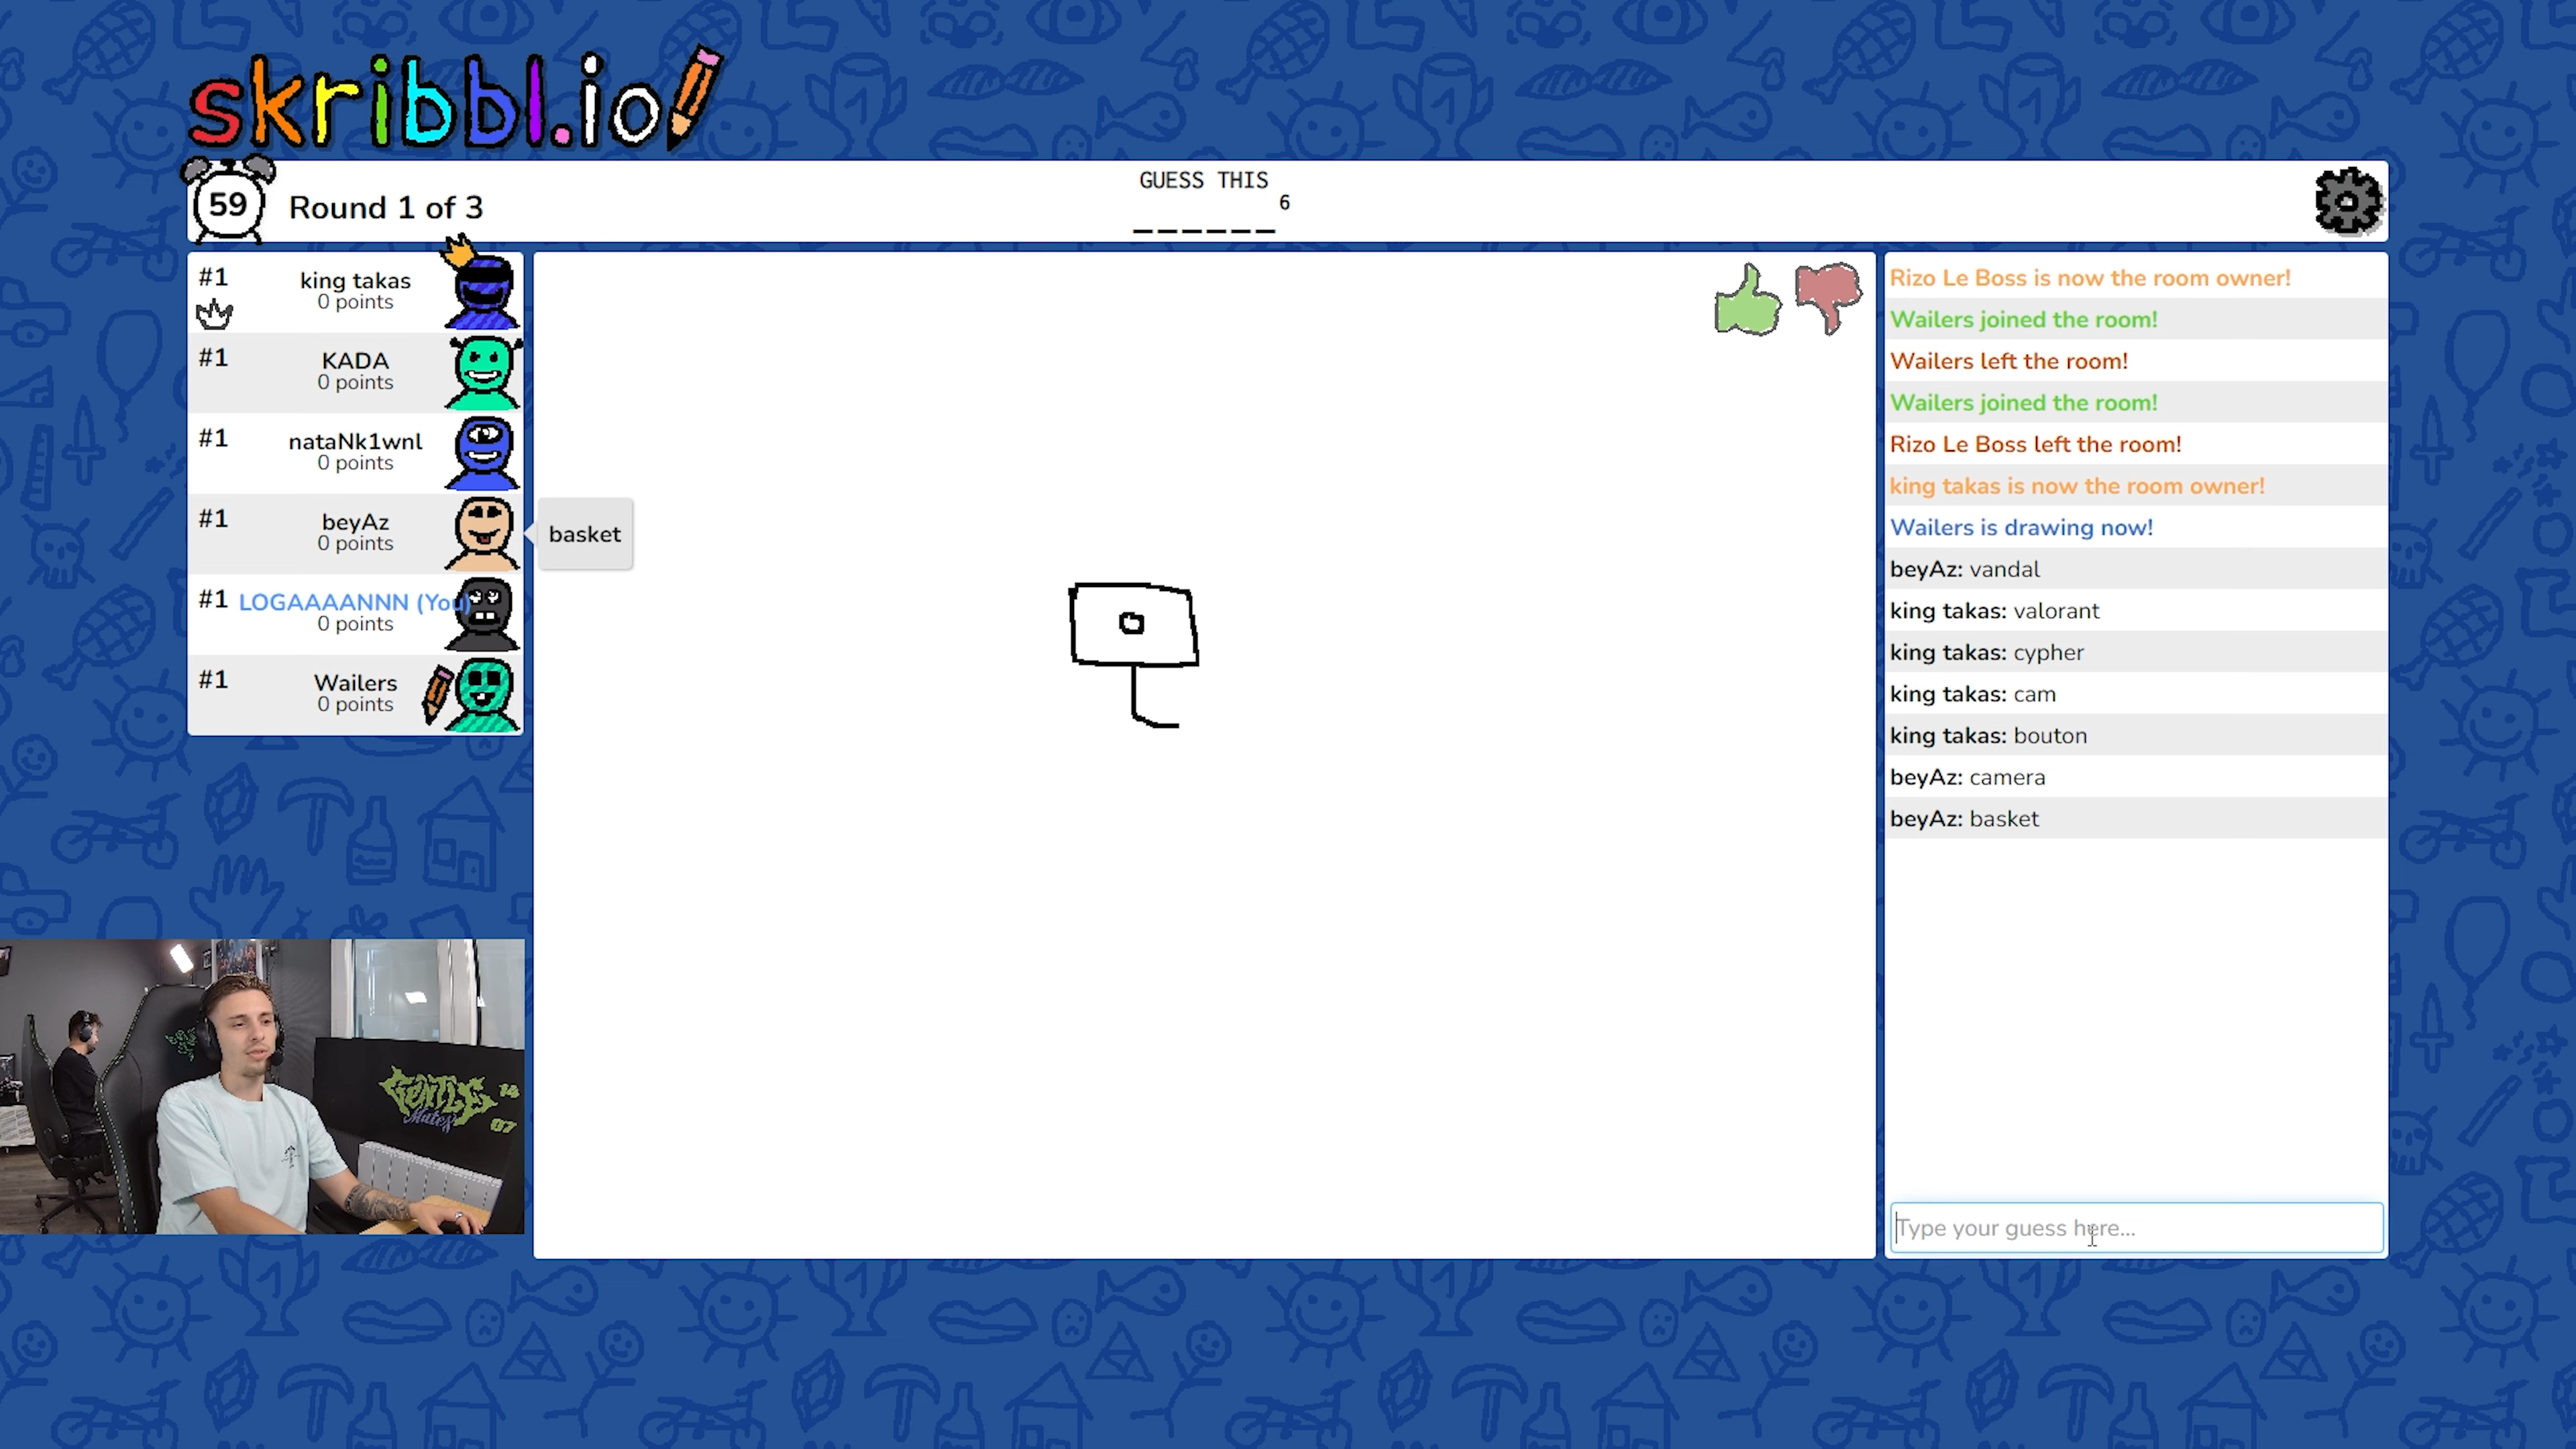 skribbl.io
59
Round 1 of 3
GUESS THIS
6
______
#1
king takas
0 points
#1
KADA
0 points
#1
nataNk1wnl
0 points
#1
beyAz
0 points
basket
#1
LOGAAAANNN (You)
0 points
#1
Wailers
0 points
Rizo Le Boss is now the room owner!
Wailers joined the room!
Wailers left the room!
Wailers joined the room!
Rizo Le Boss left the room!
king takas is now the room owner!
Wailers is drawing now!
beyAz: vandal
king takas: valorant
king takas: cypher
king takas: cam
king takas: bouton
beyAz: camera
beyAz: basket
Type your guess here...
GENTLE
Mates
14
07